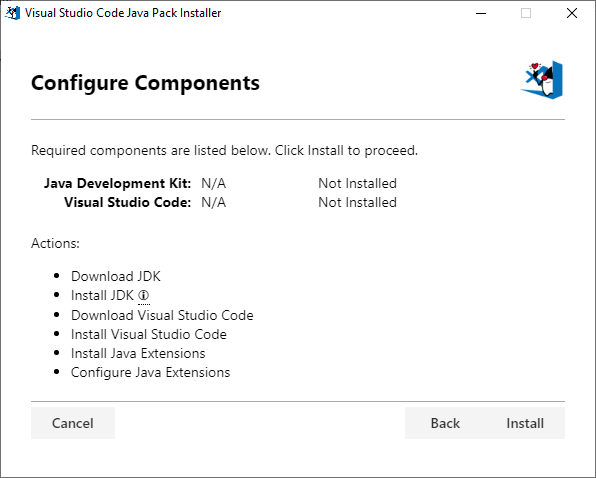 Visual Studio Code Java Pack Installer
Configure Components
Required components are listed below. Click Install to proceed.
Java Development Kit: N/A Not Installed
Visual Studio Code: N/A Not Installed
Actions:
• Download JDK
• Install JDK ⓘ
• Download Visual Studio Code
• Install Visual Studio Code
• Install Java Extensions
• Configure Java Extensions
Cancel Back Install